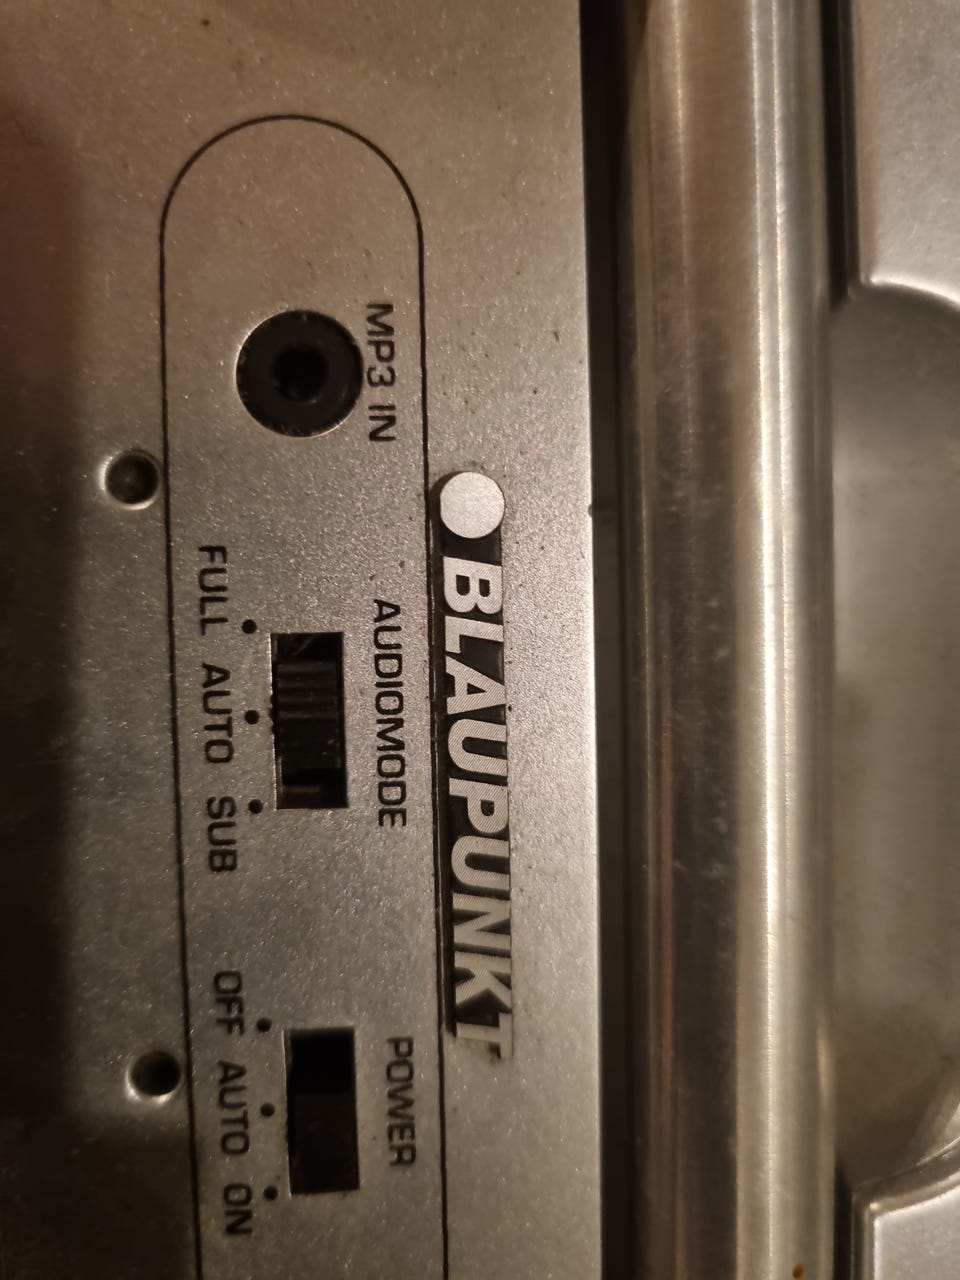 BLAUPUNKT
MP3 IN
AUDIOMODE
POWER
FULL AUTO SUB
OFF AUTO ON